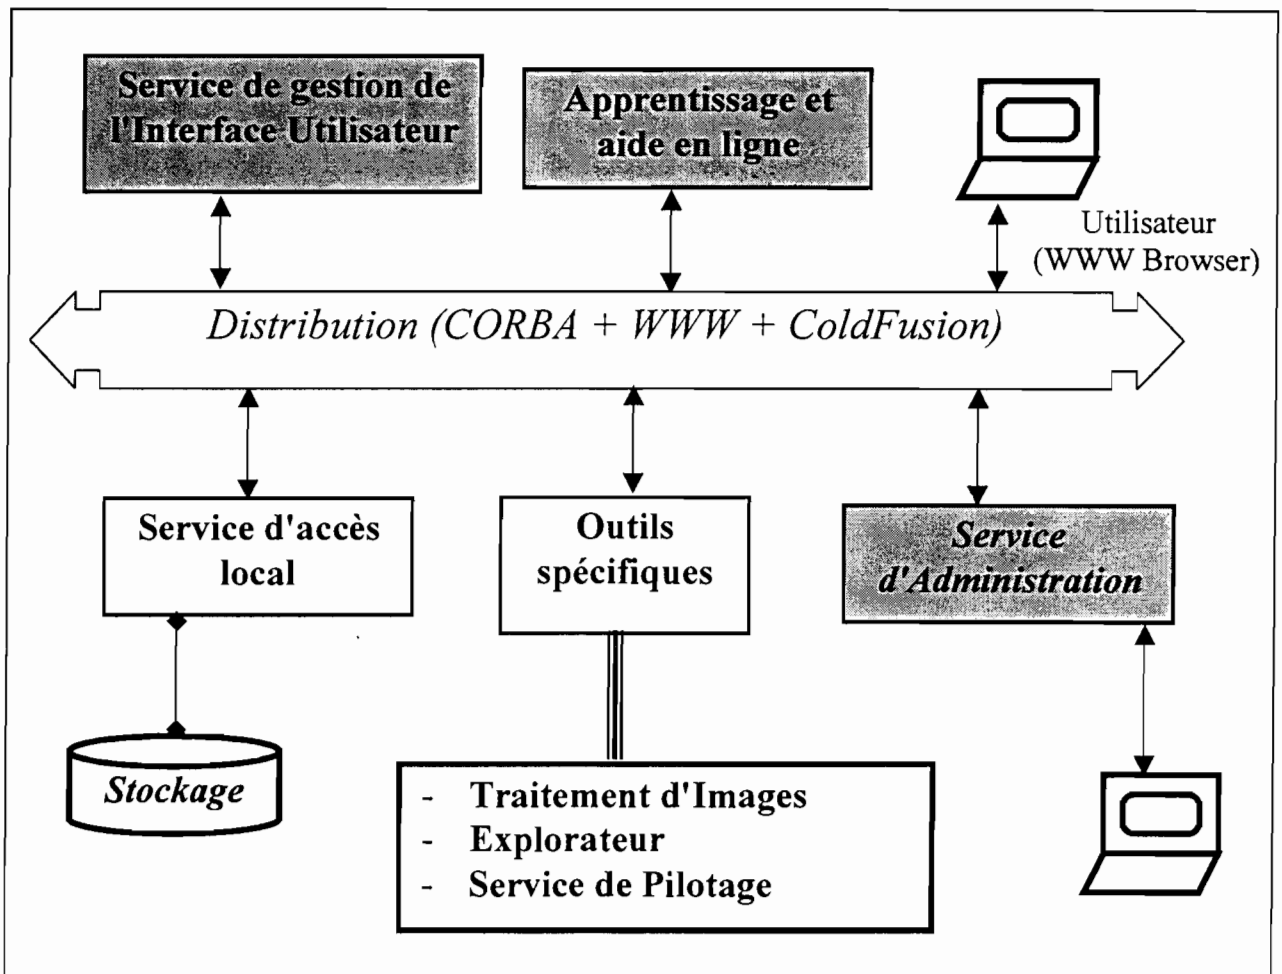 Service de gestion de
l'Interface Utilisateur
Apprentissage et
aide en ligne
Utilisateur
(WWW Browser)
Distribution (CORBA + WWW + ColdFusion)
Service d'accès
local
Outils
spécifiques
Service
d'Administration
Stockage
- Traitement d'Images
- Explorateur
- Service de Pilotage